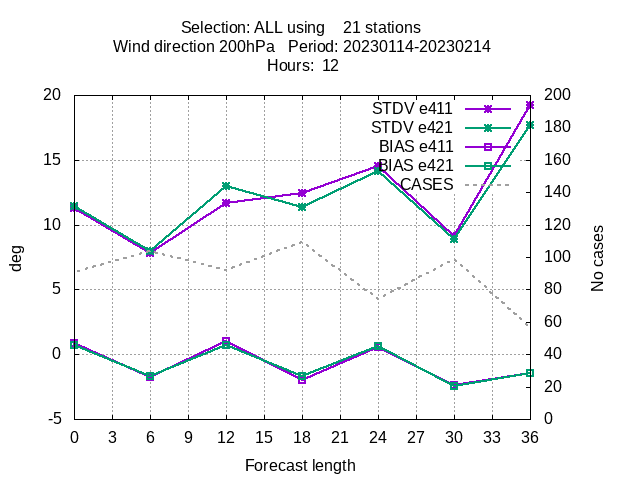 Selection: ALL using    21 stations
Wind direction 200hPa   Period: 20230114-20230214
Hours:  12
20
15
10
5
0
-5
deg
200
180
160
140
120
100
80
60
40
20
0
No cases
STDV e411
STDV e421
BIAS e411
BIAS e421
CASES
0 3 6 9 12 15 18 21 24 27 30 33 36
Forecast length